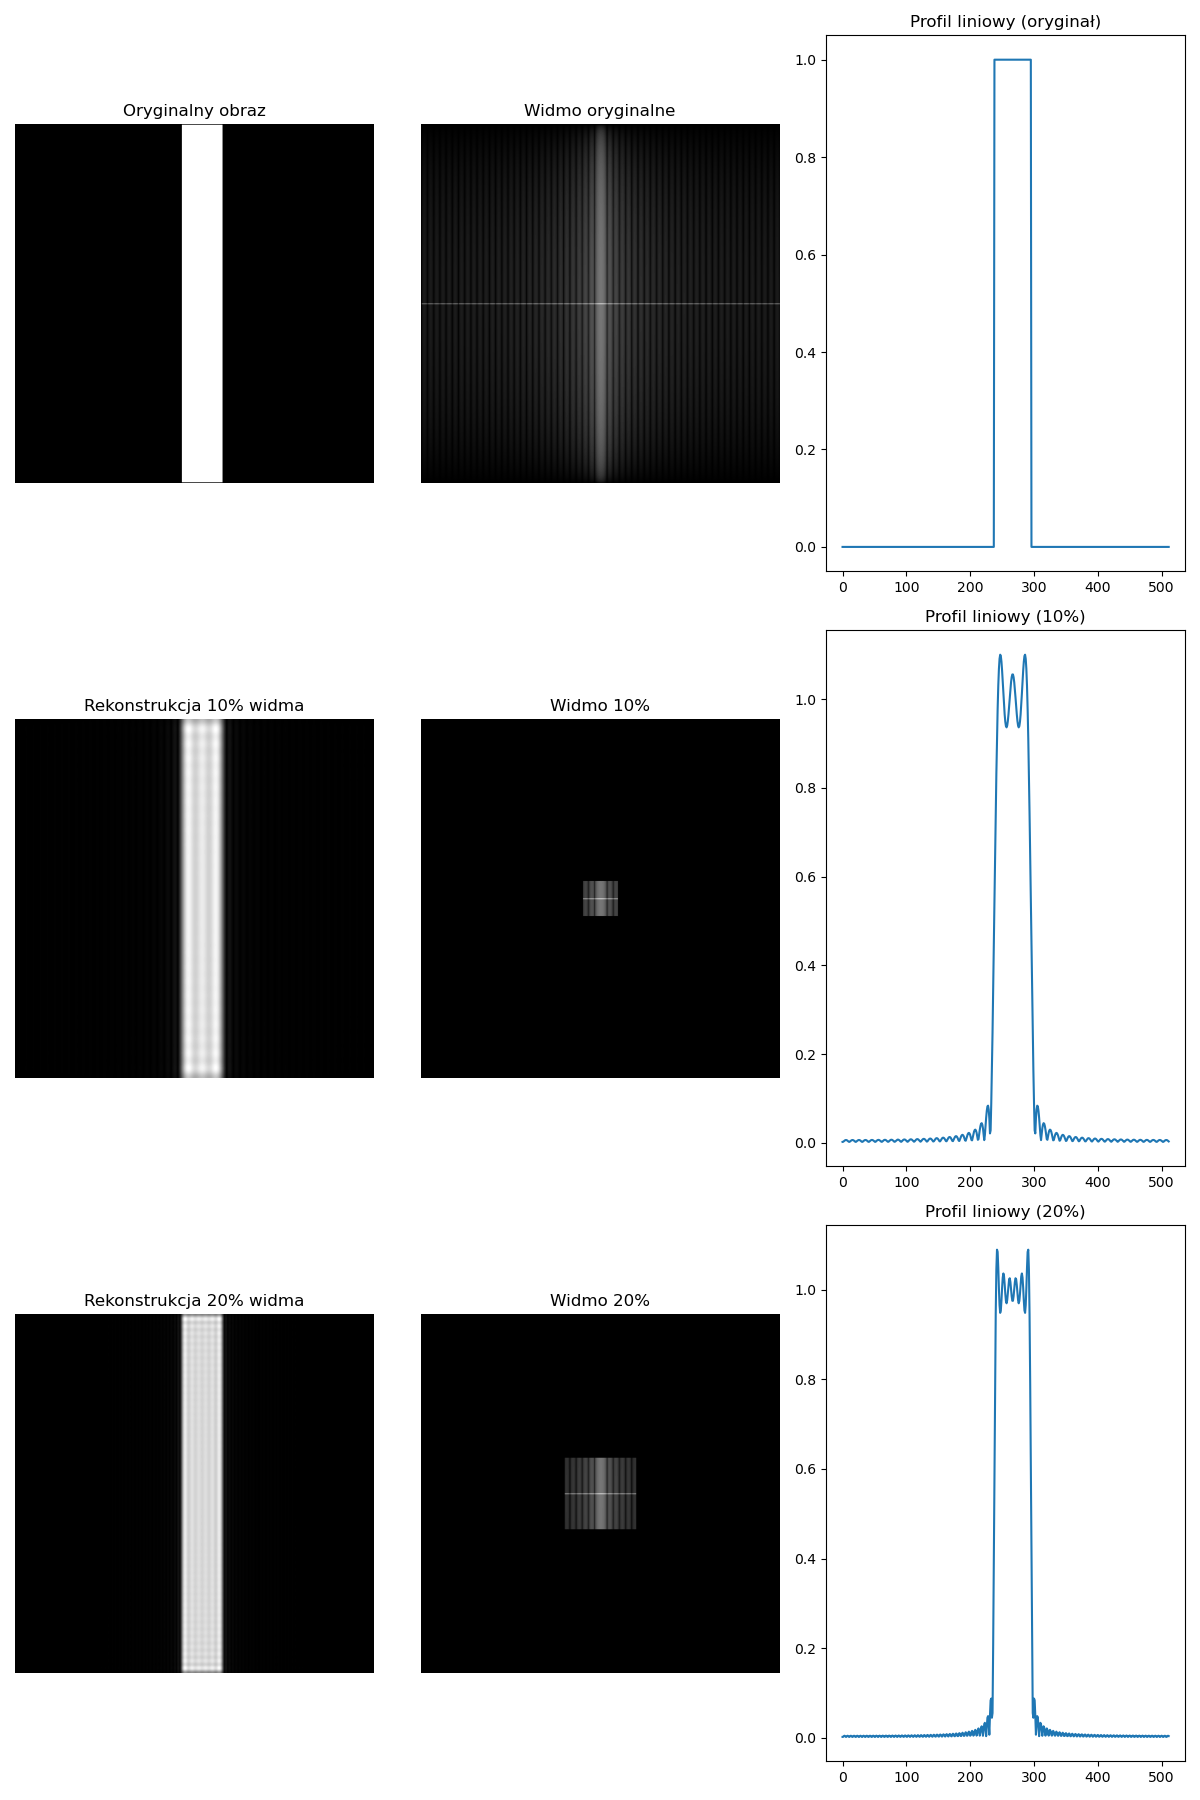 Profil liniowy (oryginał)
Oryginalny obraz
Widmo oryginalne
1.0
0.8
0.6
0.4
0.2
0.0
0 100 200 300 400 500
Profil liniowy (10%)
Rekonstrukcja 10% widma
Widmo 10%
1.0
0.8
0.6
0.4
0.2
0.0
0 100 200 300 400 500
Profil liniowy (20%)
Rekonstrukcja 20% widma
Widmo 20%
1.0
0.8
0.6
0.4
0.2
0.0
0 100 200 300 400 500